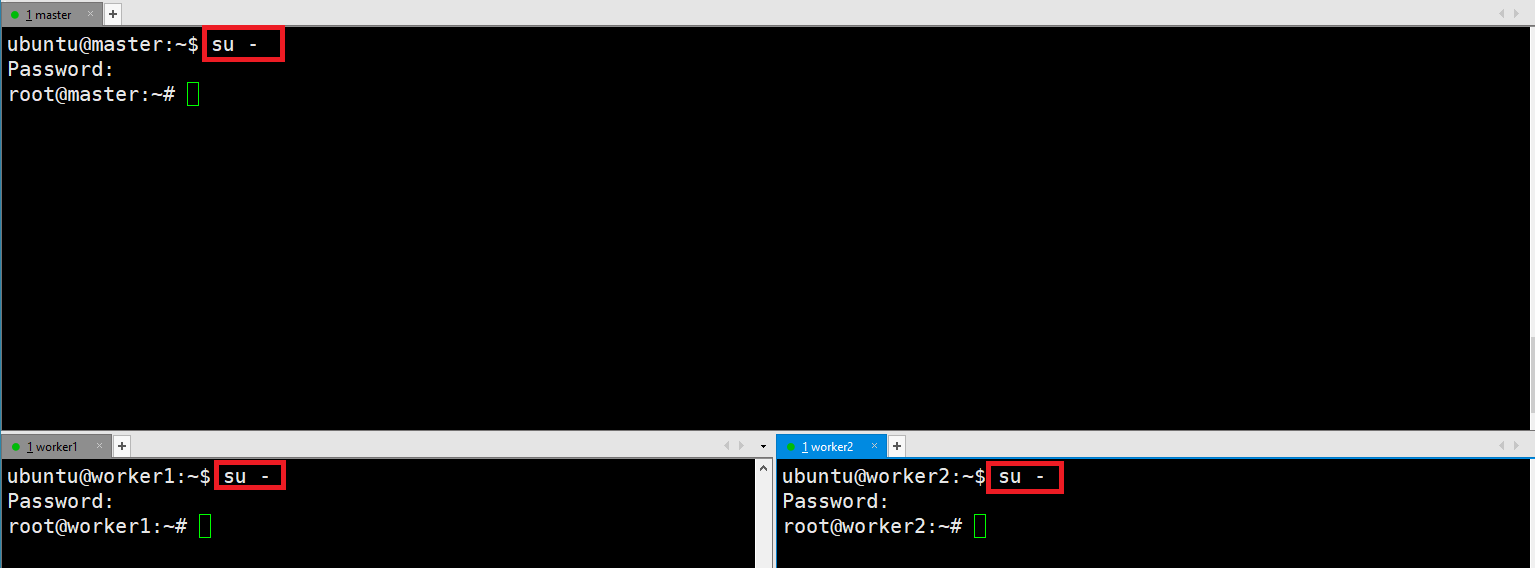 1 master × +
ubuntu@master:~$ su -
Password:
root@master:~#
1 worker1 × +
ubuntu@worker1:~$ su -
Password:
root@worker1:~#
1 worker2 × +
ubuntu@worker2:~$ su -
Password:
root@worker2:~#